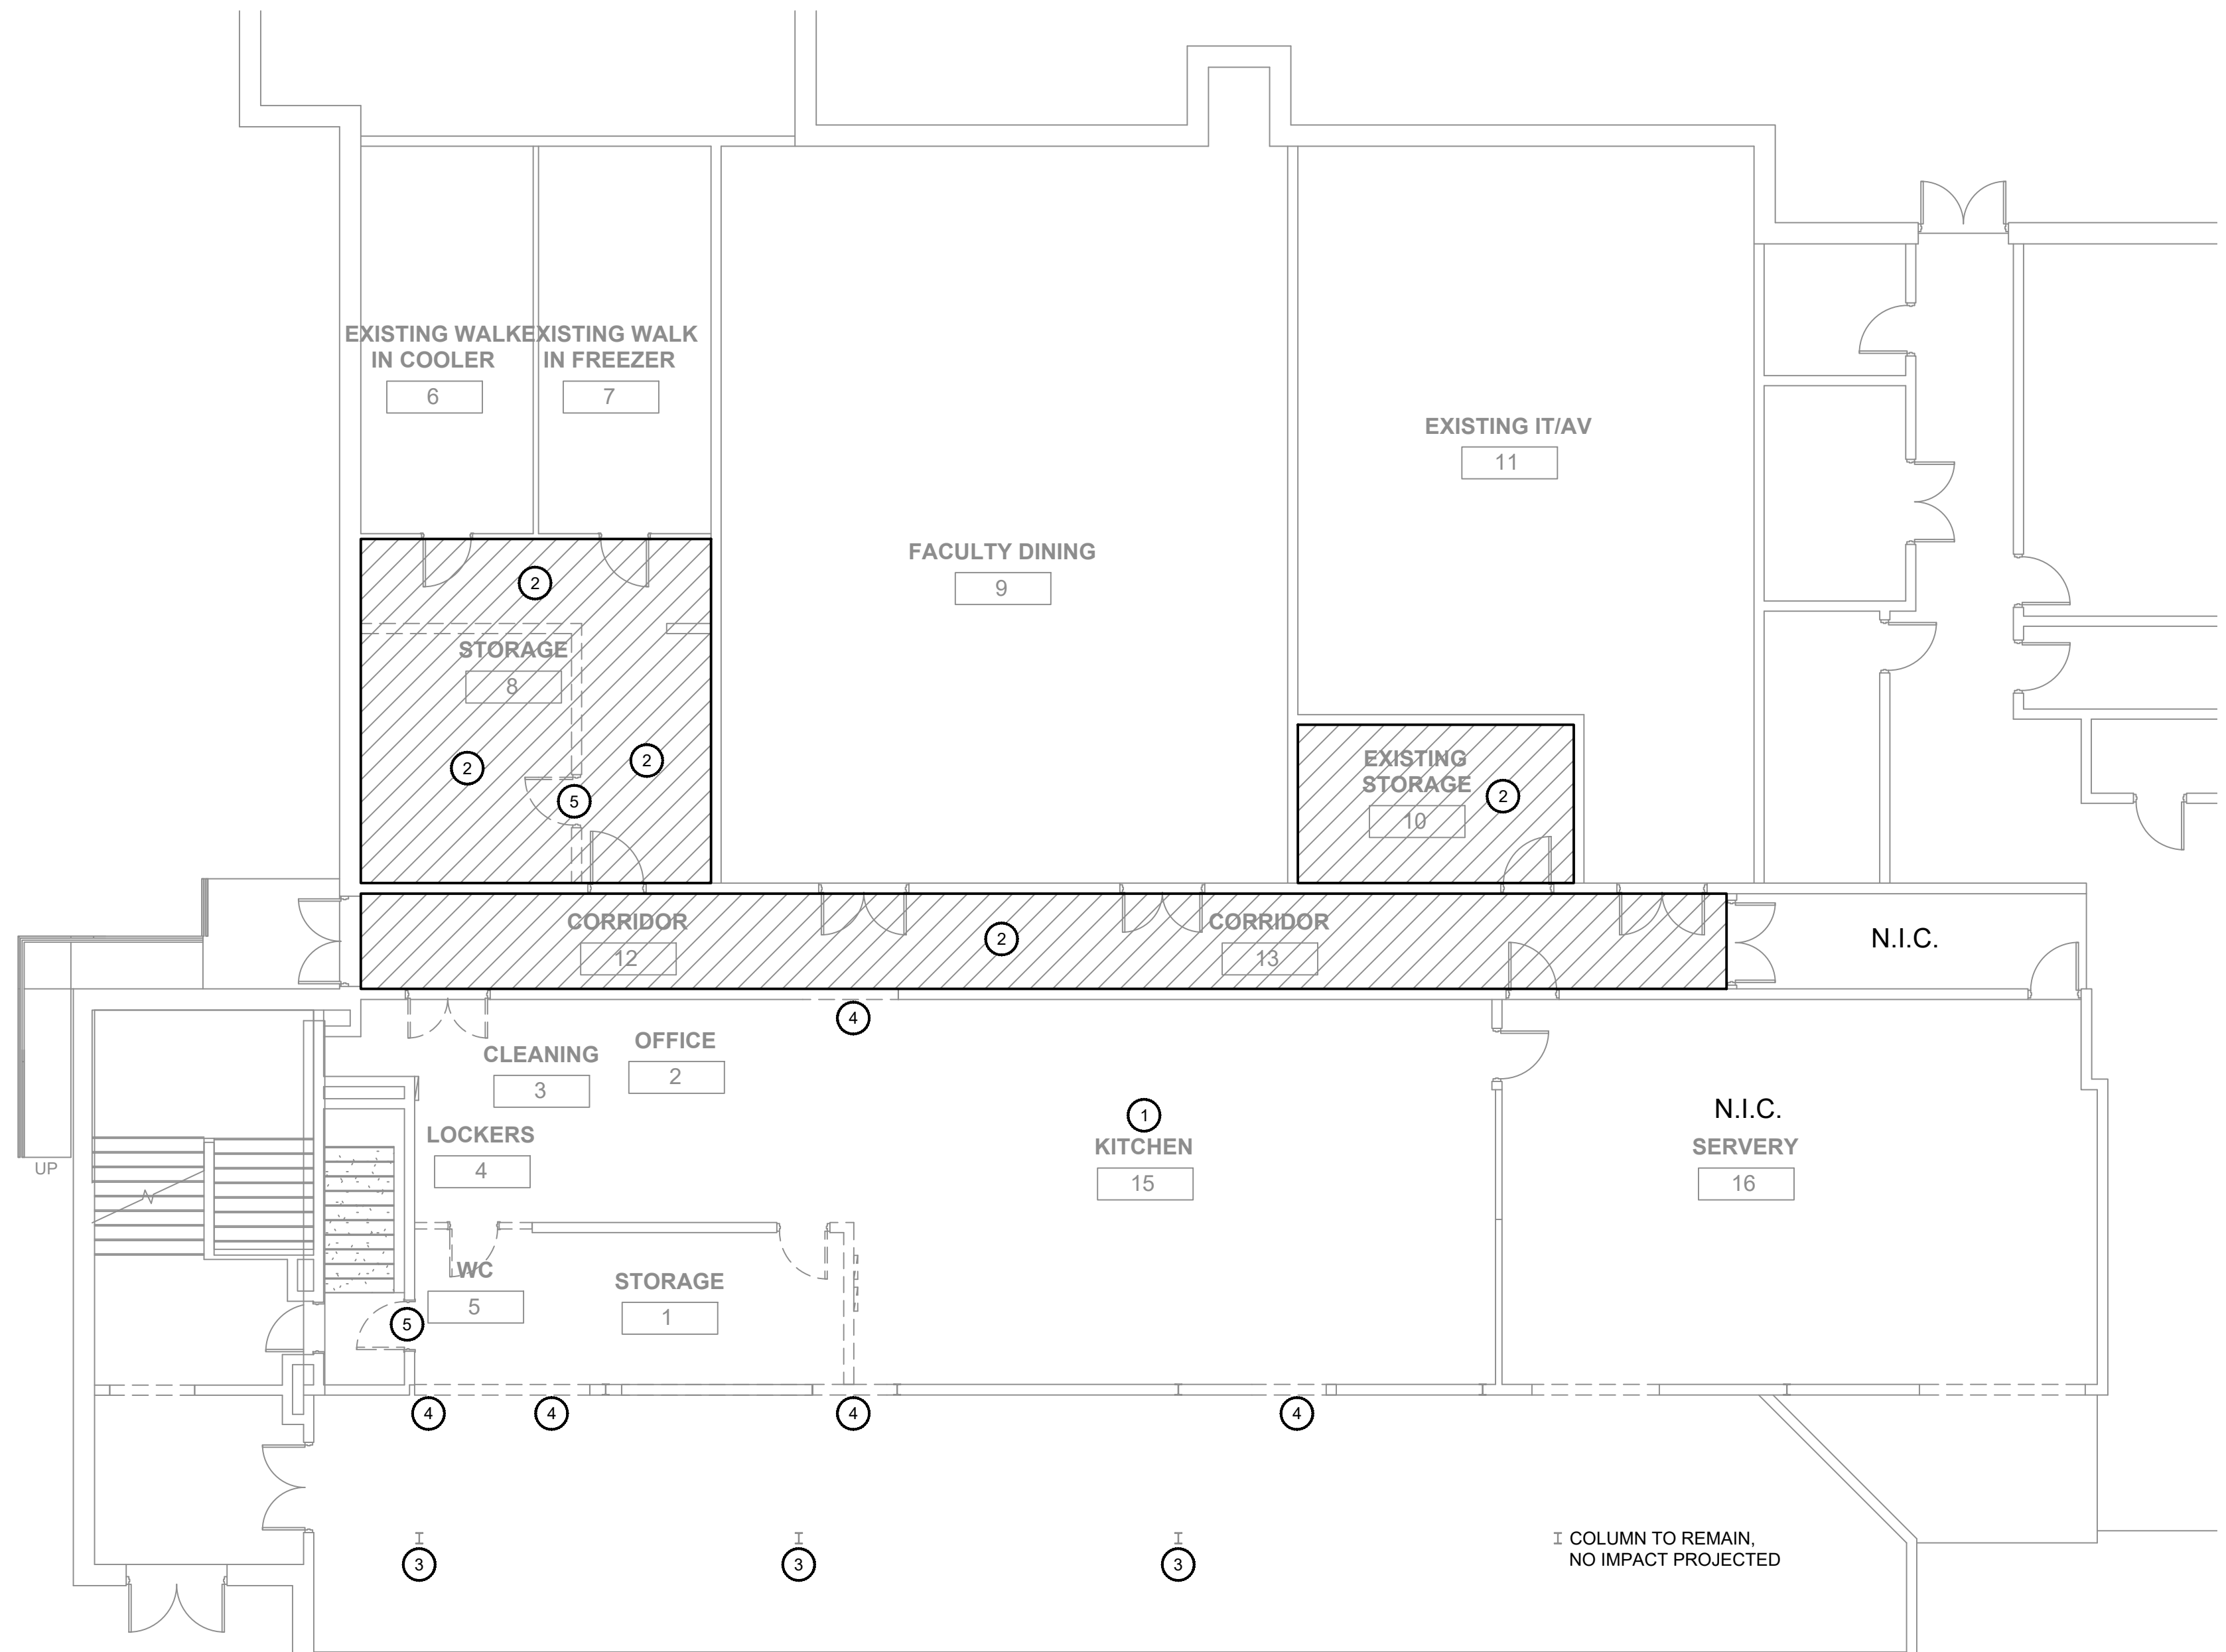 EXISTING WALK
IN COOLER
6
EXISTING WALK
IN FREEZER
7
EXISTING IT/AV
11
FACULTY DINING
9
2
STORAGE
8
2
2
5
EXISTING
STORAGE
10
2
CORRIDOR
12
2
CORRIDOR
13
N.I.C.
4
OFFICE
2
CLEANING
3
LOCKERS
4
1
KITCHEN
15
N.I.C.
SERVERY
16
UP
WC
5
STORAGE
1
5
4
4
4
4
3
3
3
COLUMN TO REMAIN,
NO IMPACT PROJECTED